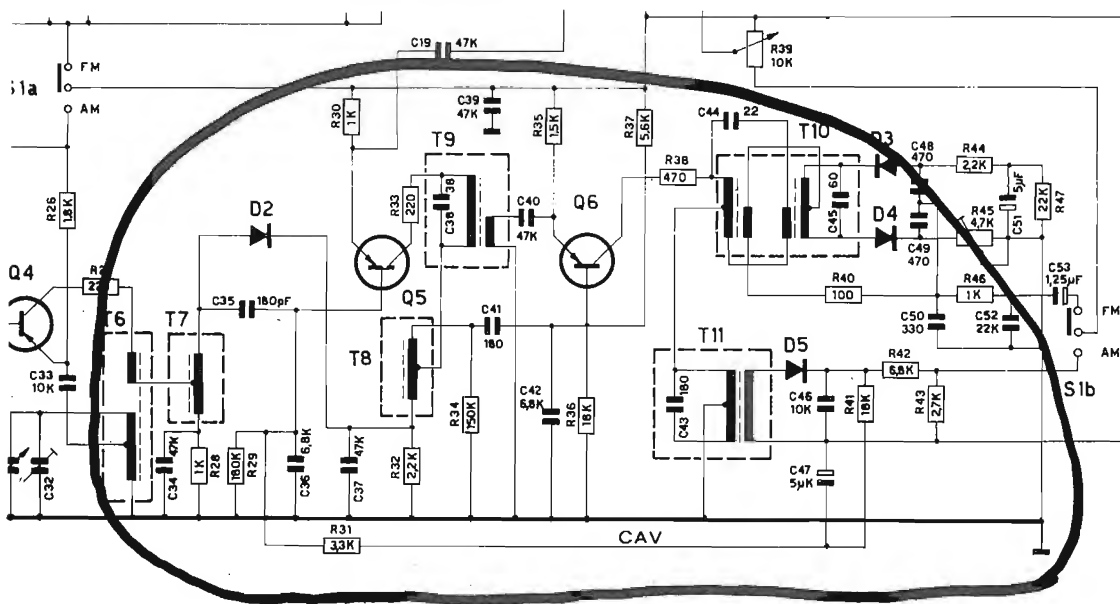 C19
47K
FM
S1a
AM
R30
1K
C39
47K
R35
1,5K
R37
5,6K
C44
22
R39
10K
T9
T10
D3
C48
470
R44
2,2K
5µF
C51
22K
R47
R38
470
R26
1,8K
D2
R33
220
38
C38
C40
47K
Q6
60
C45
D4
C49
470
R45
4,7K
Q4
C35
180pF
Q5
R40
100
R46
1K
C53
1,25µF
T6
T7
C41
180
C50
330
C52
22K
FM
AM
T8
T11
D5
R42
6,8K
S1b
C33
10K
R34
150K
C42
6,8K
R36
18K
180
C43
C46
10K
R41
18K
R43
2,7K
C32
47K
C34
1K
R28
180K
R29
6,8K
C36
47K
C37
R32
2,2K
C47
5µK
R31
3,3K
CAV